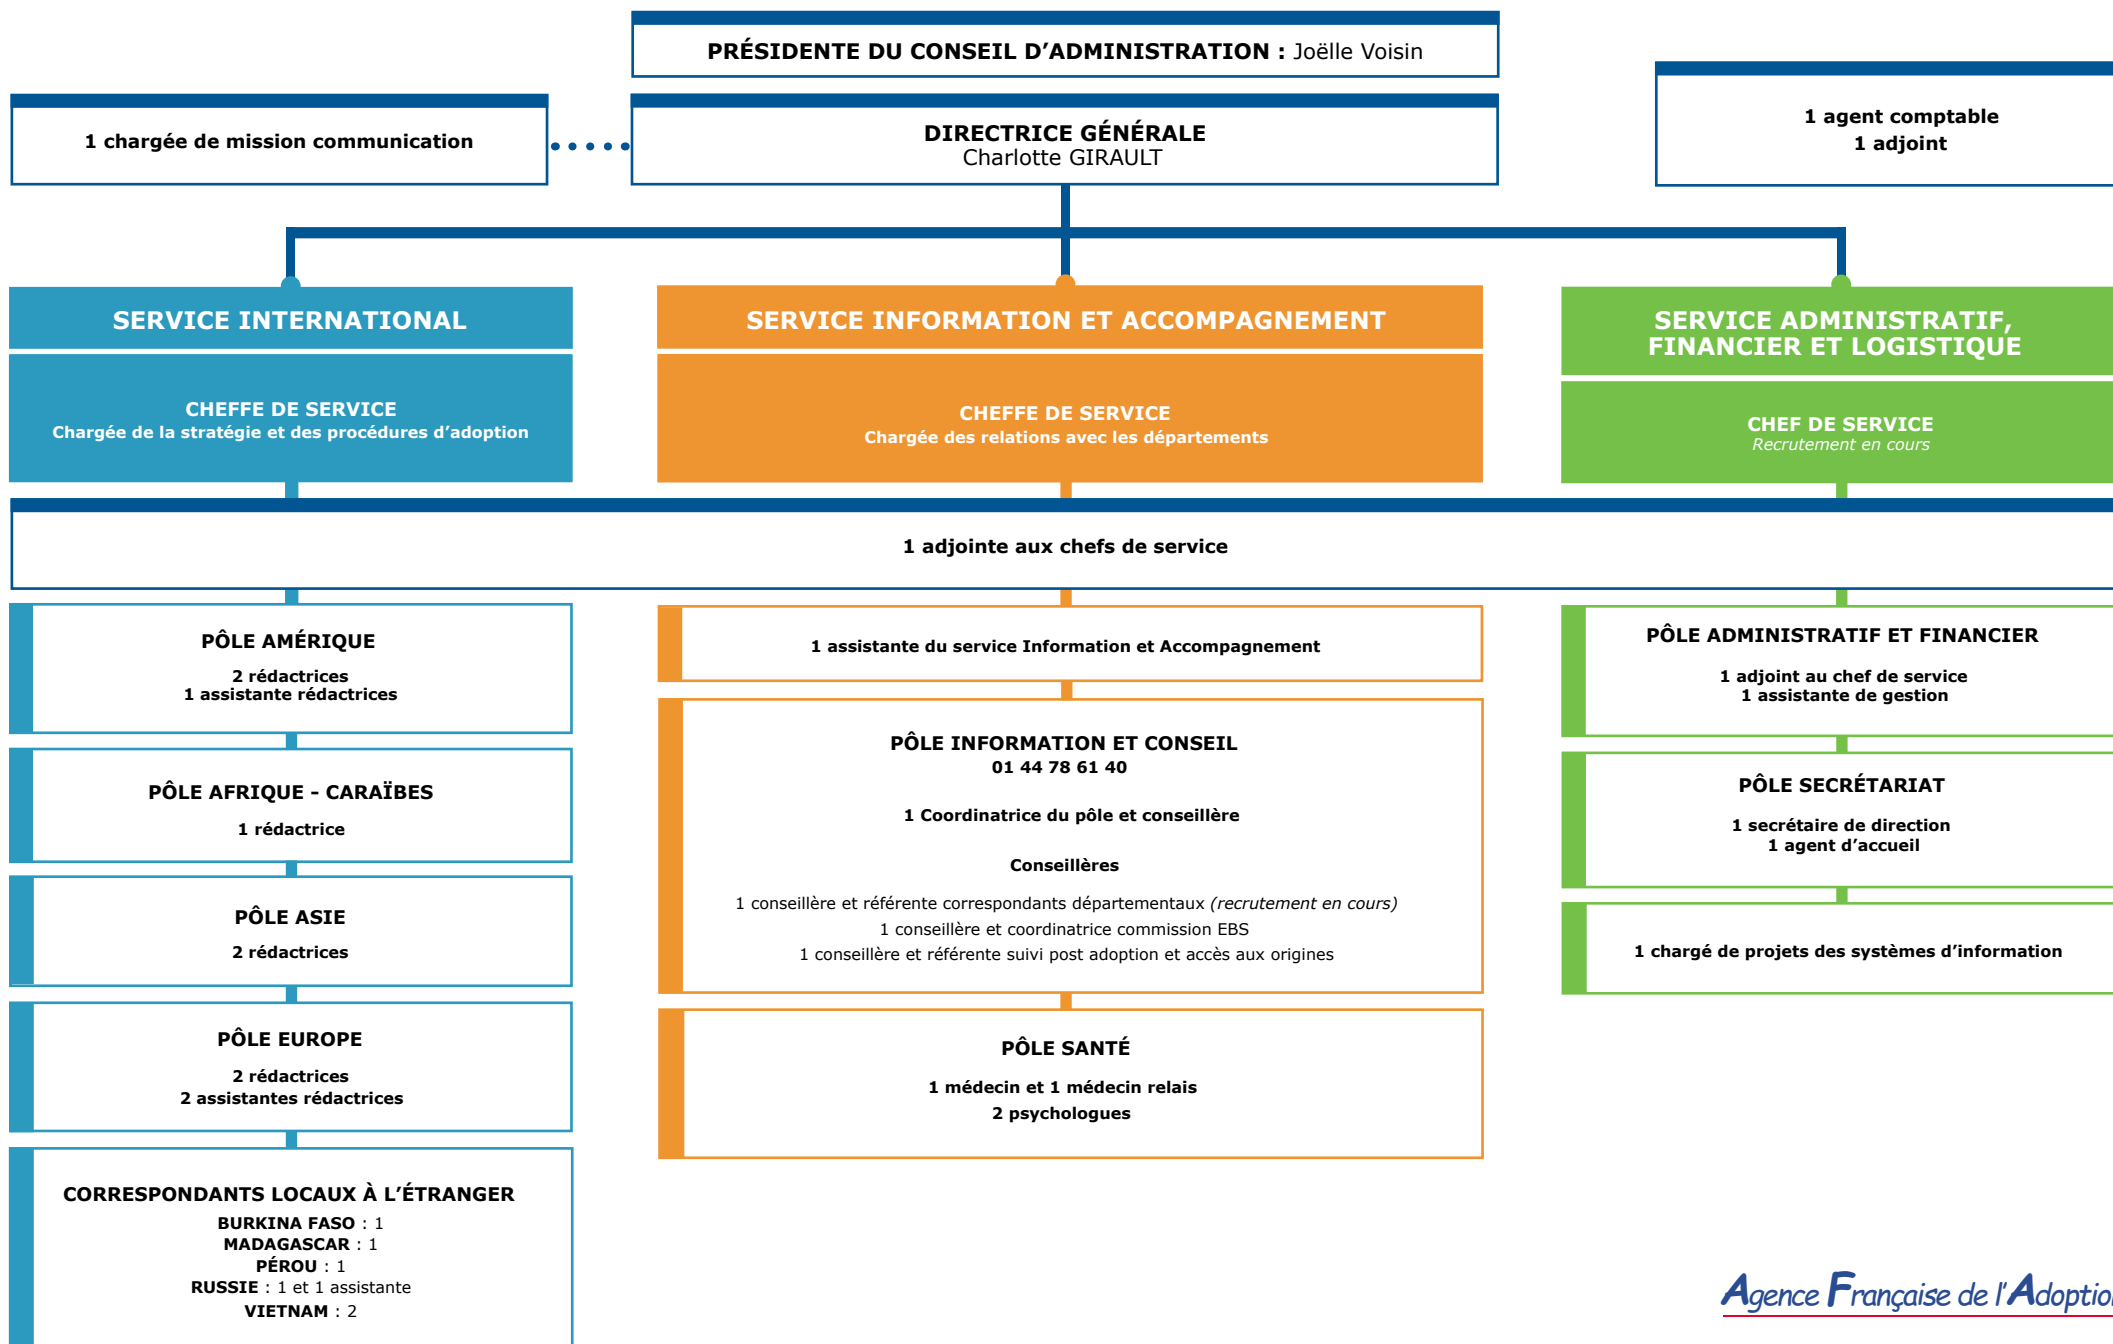 PRÉSIDENTE DU CONSEIL D'ADMINISTRATION : Joëlle Voisin
1 chargée de mission communication
DIRECTRICE GÉNÉRALE
Charlotte GIRAULT
1 agent comptable
1 adjoint
SERVICE INTERNATIONAL
CHEFFE DE SERVICE
Chargée de la stratégie et des procédures d'adoption
SERVICE INFORMATION ET ACCOMPAGNEMENT
CHEFFE DE SERVICE
Chargée des relations avec les départements
SERVICE ADMINISTRATIF,
FINANCIER ET LOGISTIQUE
CHEF DE SERVICE
Recrutement en cours
1 adjointe aux chefs de service
PÔLE AMÉRIQUE
2 rédactrices
1 assistante rédactrices
PÔLE AFRIQUE - CARAÏBES
1 rédactrice
PÔLE ASIE
2 rédactrices
PÔLE EUROPE
2 rédactrices
2 assistantes rédactrices
CORRESPONDANTS LOCAUX À L'ÉTRANGER
BURKINA FASO : 1
MADAGASCAR : 1
PÉROU : 1
RUSSIE : 1 et 1 assistante
VIETNAM : 2
1 assistante du service Information et Accompagnement
PÔLE INFORMATION ET CONSEIL
01 44 78 61 40
1 Coordinatrice du pôle et conseillère
Conseillères
1 conseillère et référente correspondants départementaux (recrutement en cours)
1 conseillère et coordinatrice commission EBS
1 conseillère et référente suivi post adoption et accès aux origines
PÔLE SANTÉ
1 médecin et 1 médecin relais
2 psychologues
PÔLE ADMINISTRATIF ET FINANCIER
1 adjoint au chef de service
1 assistante de gestion
PÔLE SECRÉTARIAT
1 secrétaire de direction
1 agent d'accueil
1 chargé de projets des systèmes d'information
Agence Française de l'Adoption